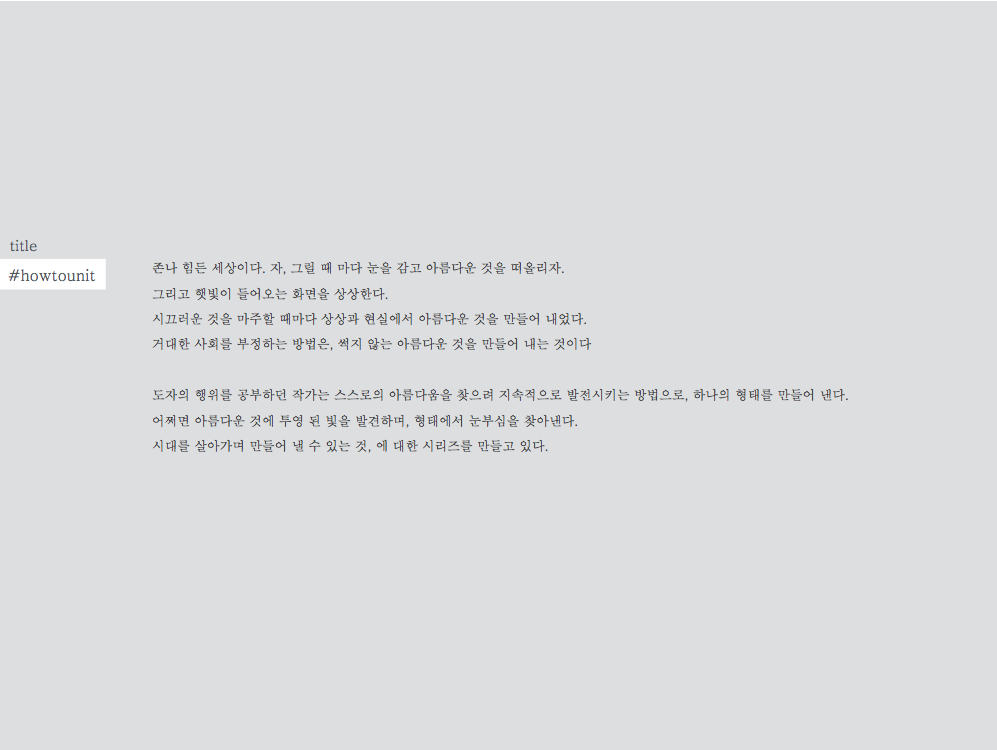 title
#howtounit
존나 힘든 세상이다. 자, 그럴 때 마다 눈을 감고 아름다운 것을 떠올리자.
그리고 햇빛이 들어오는 화면을 상상한다.
시끄러운 것을 마주할 때마다 상상과 현실에서 아름다운 것을 만들어 내었다.
거대한 사회를 부정하는 방법은, 썩지 않는 아름다운 것을 만들어 내는 것이다
도자의 행위를 공부하던 작가는 스스로의 아름다움을 찾으려 지속적으로 발전시키는 방법으로, 하나의 형태를 만들어 낸다.
어쩌면 아름다운 것에 투영 된 빛을 발견하며, 형태에서 눈부심을 찾아낸다.
시대를 살아가며 만들어 낼 수 있는 것, 에 대한 시리즈를 만들고 있다.